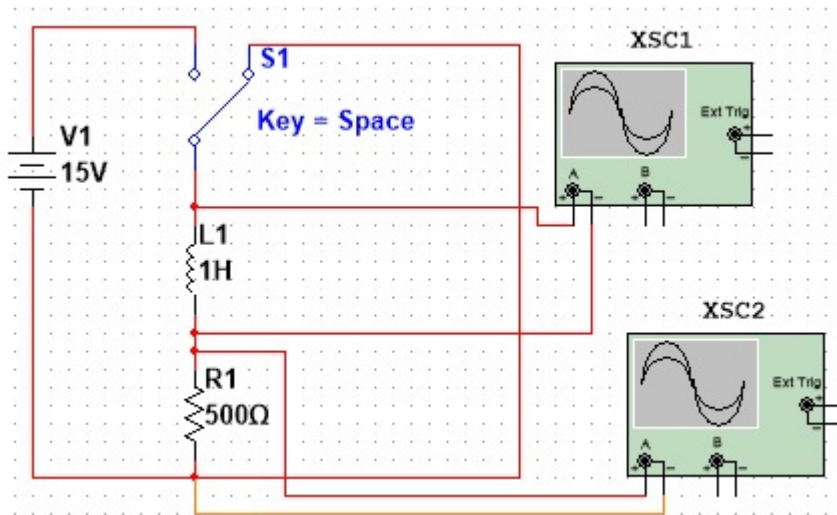 XSC1
S1
Ext Trig
+
-
Key = Space
V1
15V
A
B
+ - + -
L1
1H
XSC2
Ext Trig
+
-
R1
500Ω
A
B
+ - + -